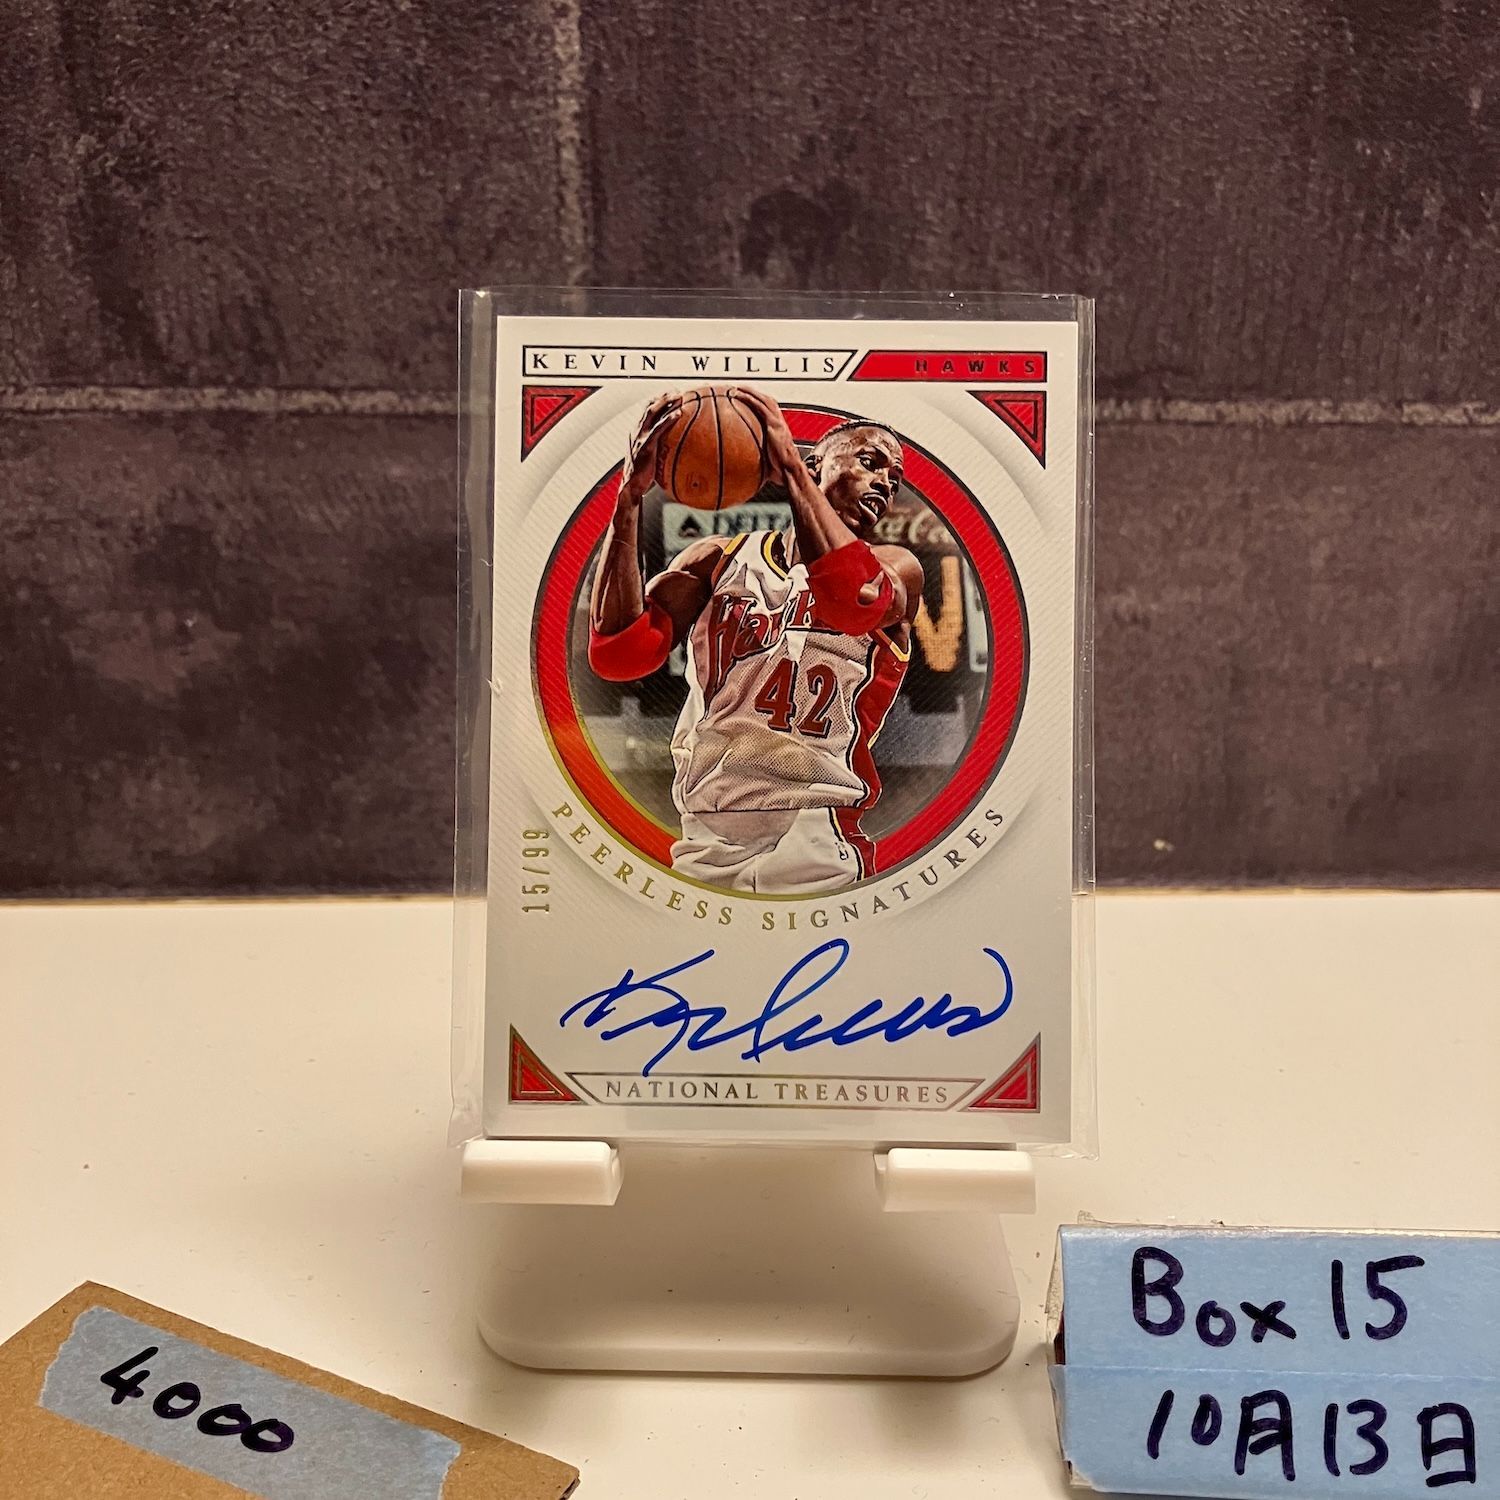 KEVIN WILLIS
HAWKS
DELTA
Hawks
42
15/99
PEERLESS SIGNATURES
NATIONAL TREASURES
4000
Box 15
10月13日